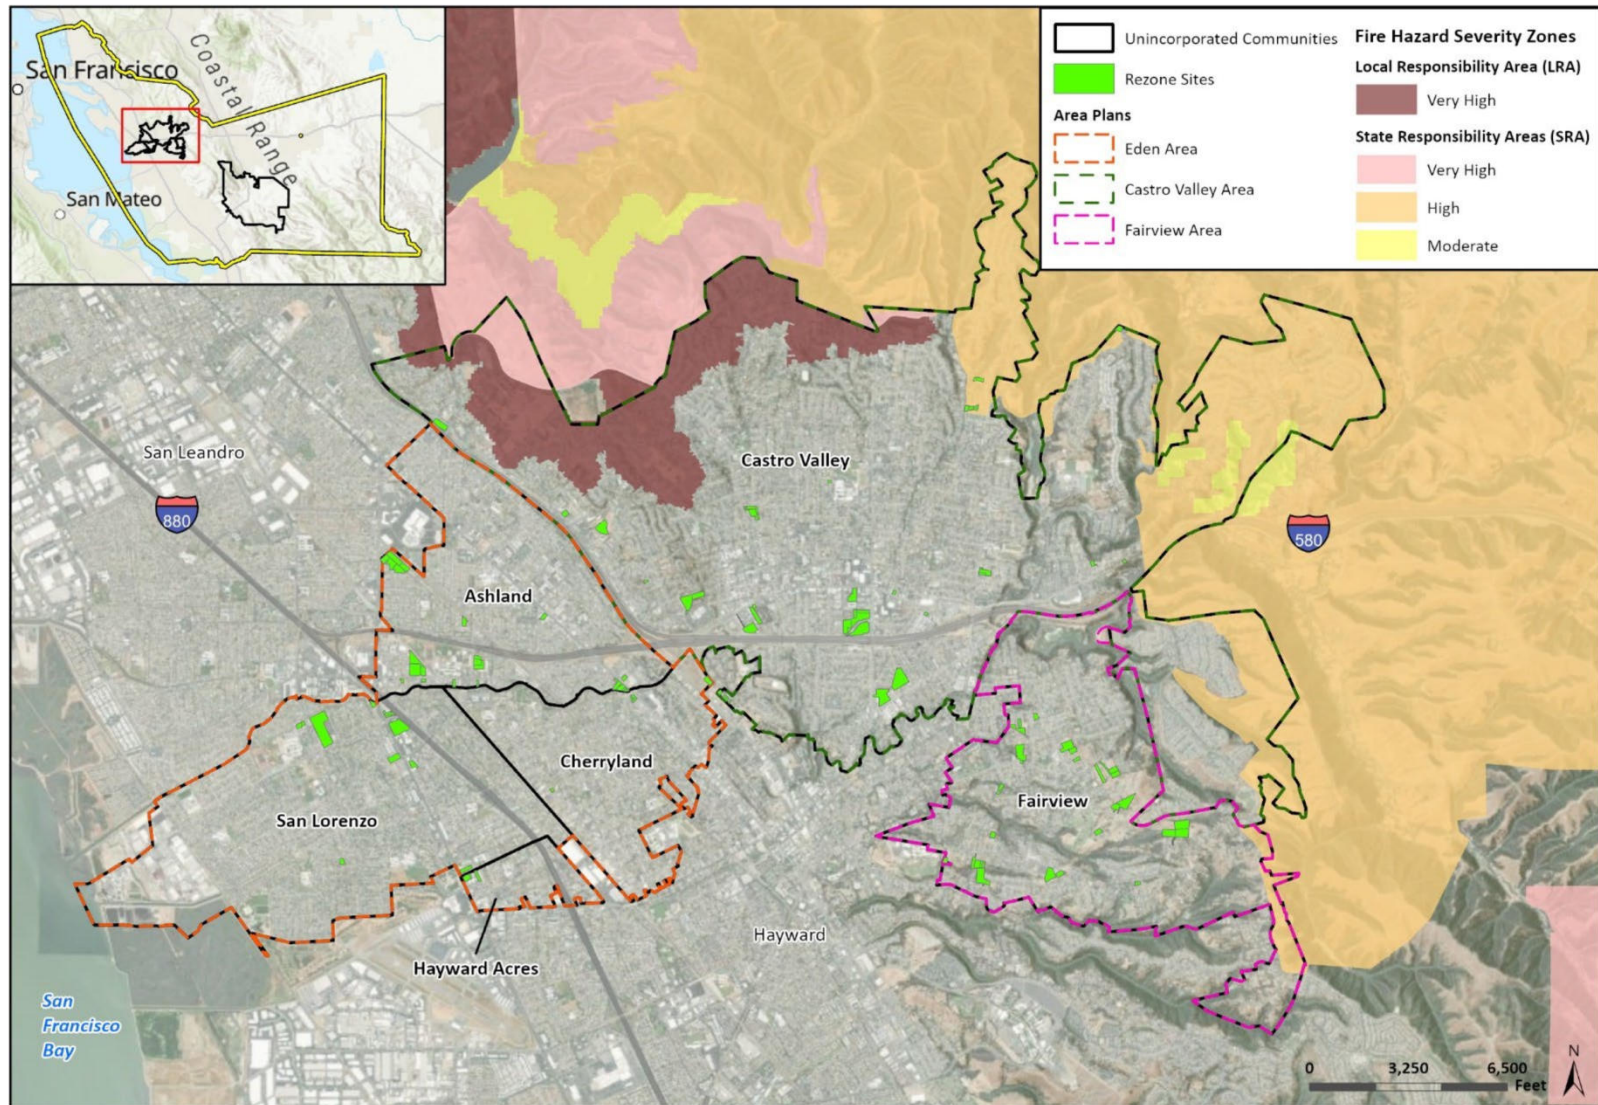 San Francisco
Coastal Range
San Mateo
Unincorporated Communities
Rezone Sites
Area Plans
Eden Area
Castro Valley Area
Fairview Area
Fire Hazard Severity Zones
Local Responsibility Area (LRA)
Very High
State Responsibility Areas (SRA)
Very High
High
Moderate
San Leandro
Castro Valley
880
580
Ashland
Cherryland
San Lorenzo
Fairview
Hayward
Hayward Acres
San
Francisco
Bay
0 3,250 6,500
Feet
N